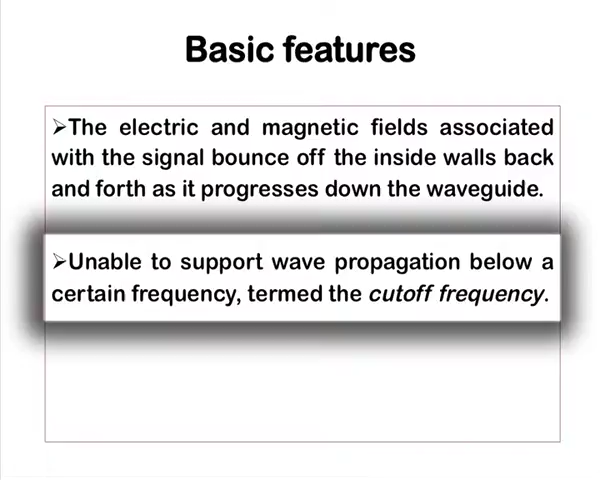 Basic features
➢The electric and magnetic fields associated
with the signal bounce off the inside walls back
and forth as it progresses down the waveguide.
➢Unable to support wave propagation below a
certain frequency, termed the cutoff frequency.